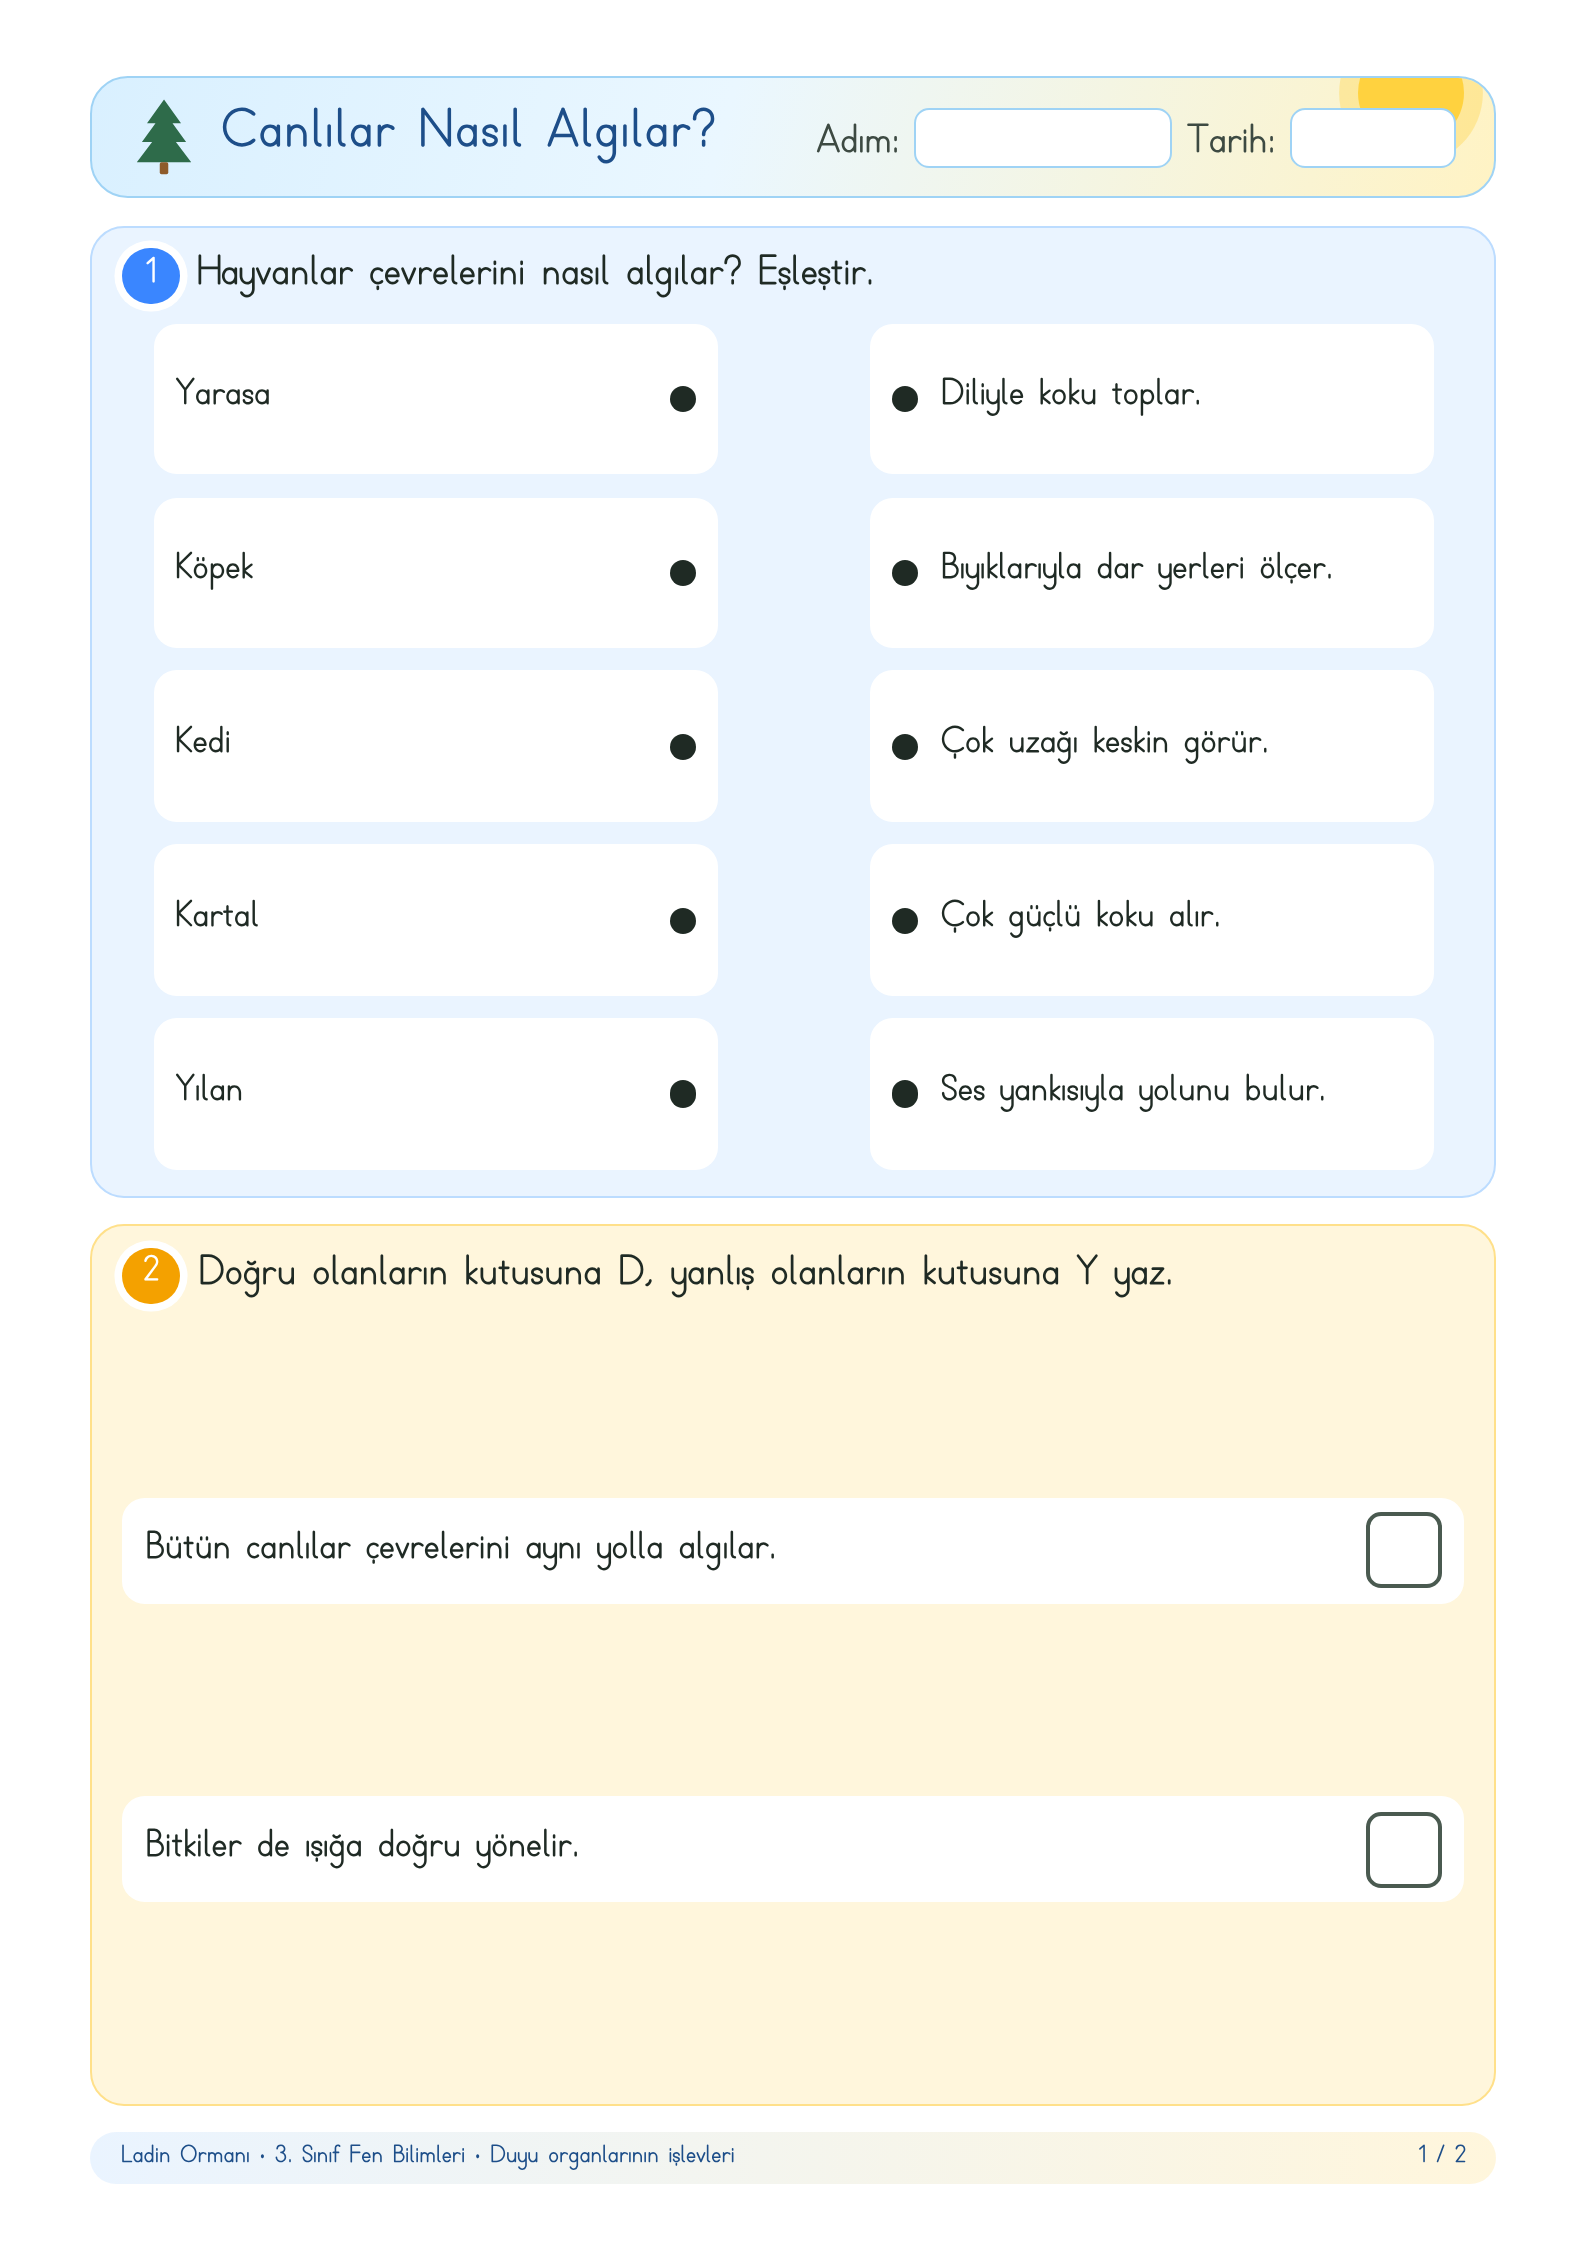 Canlılar Nasıl Algılar?
Adım:
Tarih:
1
Hayvanlar çevrelerini nasıl algılar? Eşleştir.
Yarasa
Diliyle koku toplar.
Köpek
Bıyıklarıyla dar yerleri ölçer.
Kedi
Çok uzağı keskin görür.
Kartal
Çok güçlü koku alır.
Yılan
Ses yankısıyla yolunu bulur.
2
Doğru olanların kutusuna D, yanlış olanların kutusuna Y yaz.
Bütün canlılar çevrelerini aynı yolla algılar.
Bitkiler de ışığa doğru yönelir.
Ladin Ormanı • 3. Sınıf Fen Bilimleri • Duyu organlarının işlevleri
1 / 2